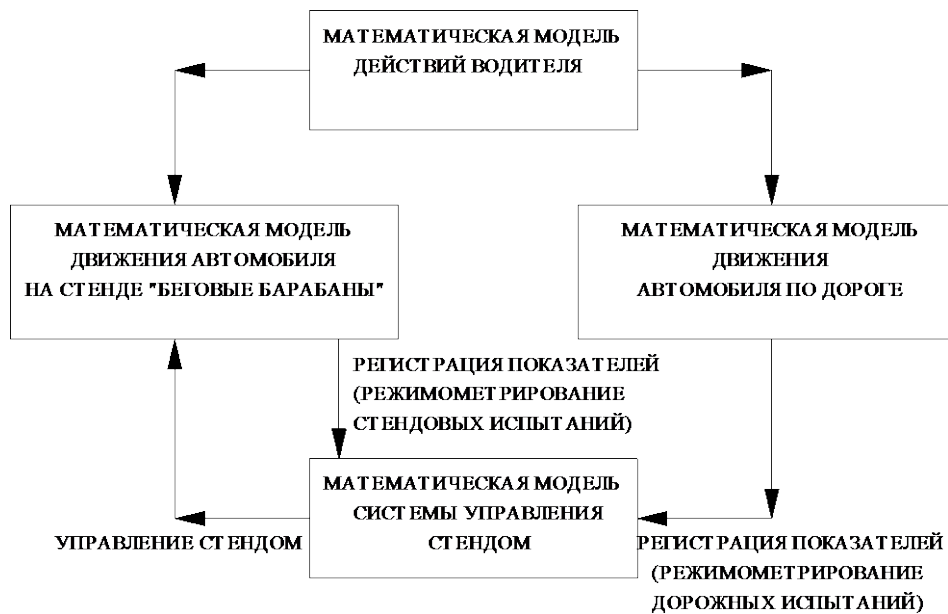 МАТЕМАТИЧЕСКАЯ МОДЕЛЬ
ДЕЙСТВИЙ ВОДИТЕЛЯ
МАТЕМАТИЧЕСКАЯ МОДЕЛЬ
ДВИЖЕНИЯ АВТОМОБИЛЯ
НА СТЕНДЕ "БЕГОВЫЕ БАРАБАНЫ"
МАТЕМАТИЧЕСКАЯ МОДЕЛЬ
ДВИЖЕНИЯ
АВТОМОБИЛЯ ПО ДОРОГЕ
РЕГИСТРАЦИЯ ПОКАЗАТЕЛЕЙ
(РЕЖИМОМЕТРИРОВАНИЕ
СТЕНДОВЫХ ИСПЫТАНИЙ)
МАТЕМАТИЧЕСКАЯ МОДЕЛЬ
СИСТЕМЫ УПРАВЛЕНИЯ
СТЕНДОМ
УПРАВЛЕНИЕ СТЕНДОМ
РЕГИСТРАЦИЯ ПОКАЗАТЕЛЕЙ
(РЕЖИМОМЕТРИРОВАНИЕ
ДОРОЖНЫХ ИСПЫТАНИЙ)